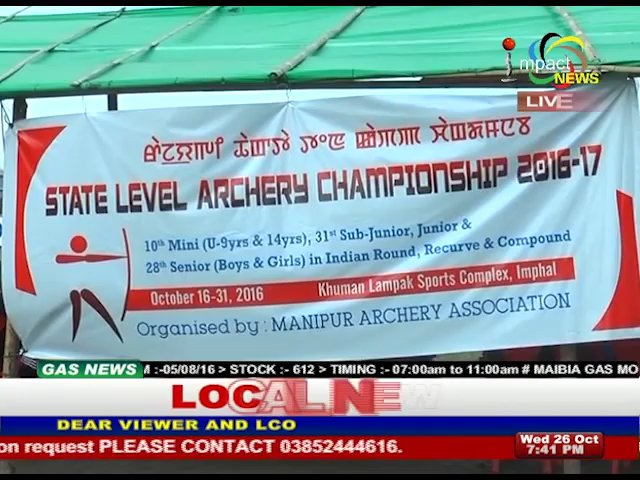 impact
NEWS
LIVE
STATE LEVEL ARCHERY CHAMPIONSHIP 2016-17
10th Mini (U-9yrs & 14yrs), 31st Sub-Junior, Junior &
28th Senior (Boys & Girls) in Indian Round, Recurve & Compound
October 16-31, 2016 Khuman Lampak Sports Complex, Imphal
Organised by : MANIPUR ARCHERY ASSOCIATION
GAS NEWS M :-05/08/16 > STOCK :- 612 > TIMING :- 07:00am to 11:00am # MAIBIA GAS MO
LOCAL NEW
DEAR VIEWER AND LCO
on request PLEASE CONTACT 03852444616.
Wed 26 Oct
7:41 PM